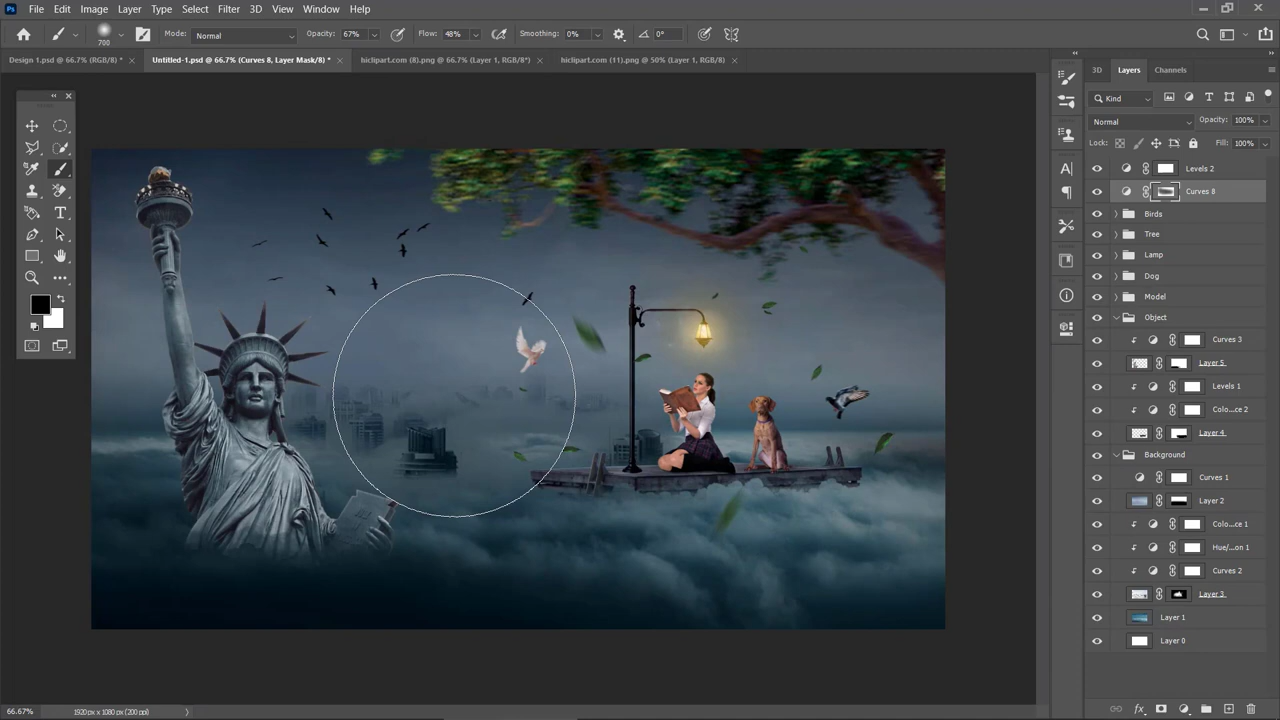 Ps File Edit Image Layer Type Select Filter 3D View Window Help
700 Mode: Normal Opacity: 67% Flow: 48% Smoothing: 0% 0°
Design 1.psd @ 66.7% (RGB/8) * Untitled-1.psd @ 66.7% (Curves 8, Layer Mask/8) * hiclipart.com (8).png @ 66.7% (Layer 1, RGB/8*) hiclipart.com (11).png @ 50% (Layer 1, RGB/8)
3D Layers Channels
Kind
Normal Opacity: 100%
Lock: Fill: 100%
Levels 2
Curves 8
Birds
Tree
Lamp
Dog
Model
Object
Curves 3
Layer 5
Levels 1
Colo...ce 2
Layer 4
Background
Curves 1
Layer 2
Colo...ce 1
Hue/...on 1
Curves 2
Layer 3
Layer 1
Layer 0
66.67% 1920 px x 1080 px (200 ppi)